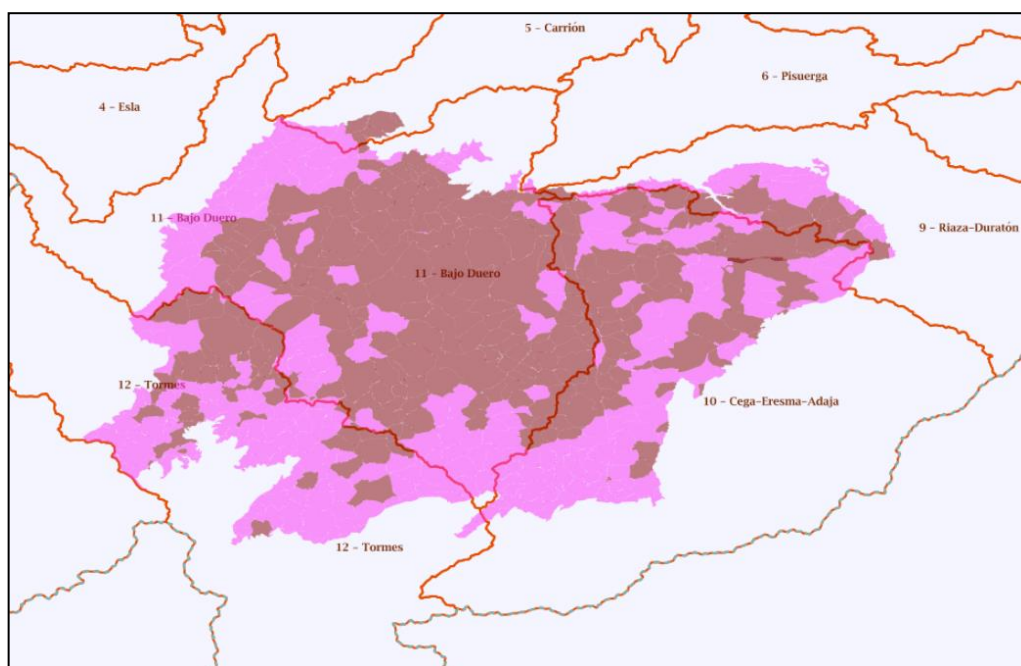 5 – Carrión
6 – Pisuerga
4 – Esla
11 – Bajo Duero
9 – Riaza–Duratón
11 – Bajo Duero
12 – Tormes
10 – Cega–Eresma–Adaja
12 – Tormes